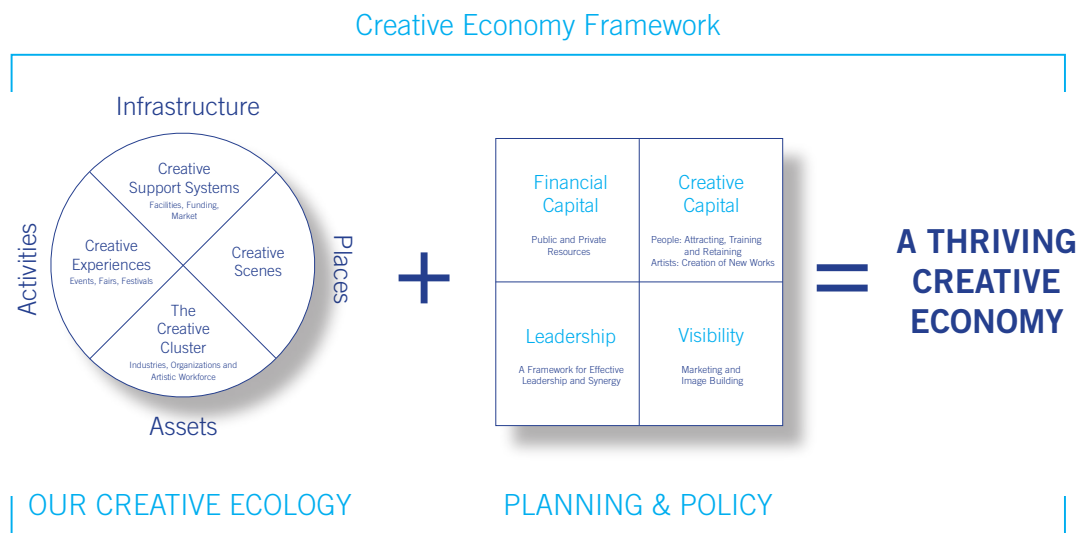 Creative Economy Framework
Infrastructure
Creative
Support Systems
Facilities, Funding,
Market
Activities
Creative
Experiences
Events, Fairs, Festivals
Creative
Scenes
Places
The
Creative
Cluster
Industries, Organizations and
Artistic Workforce
Assets
+
Financial
Capital
Public and Private
Resources
Creative
Capital
People: Attracting, Training
and Retaining
Artists: Creation of New Works
Leadership
A Framework for Effective
Leadership and Synergy
Visibility
Marketing and
Image Building
=
A THRIVING
CREATIVE
ECONOMY
OUR CREATIVE ECOLOGY
PLANNING & POLICY